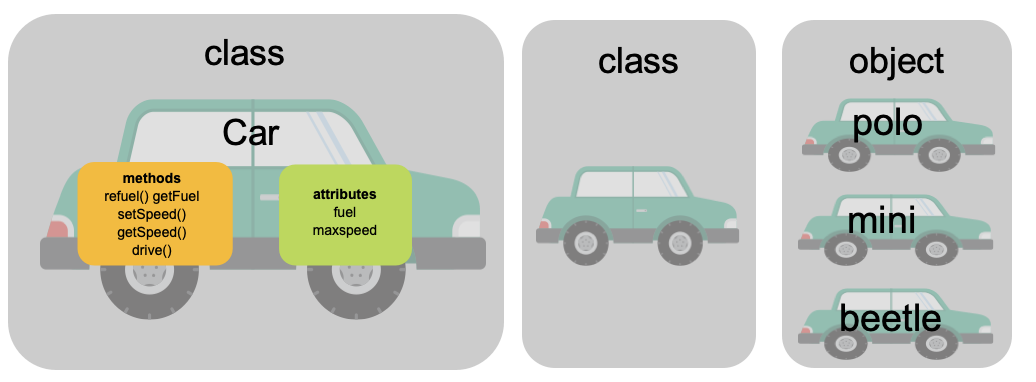 class
Car
methods
refuel() getFuel
setSpeed()
getSpeed()
drive()
attributes
fuel
maxspeed
class
object
polo
mini
beetle